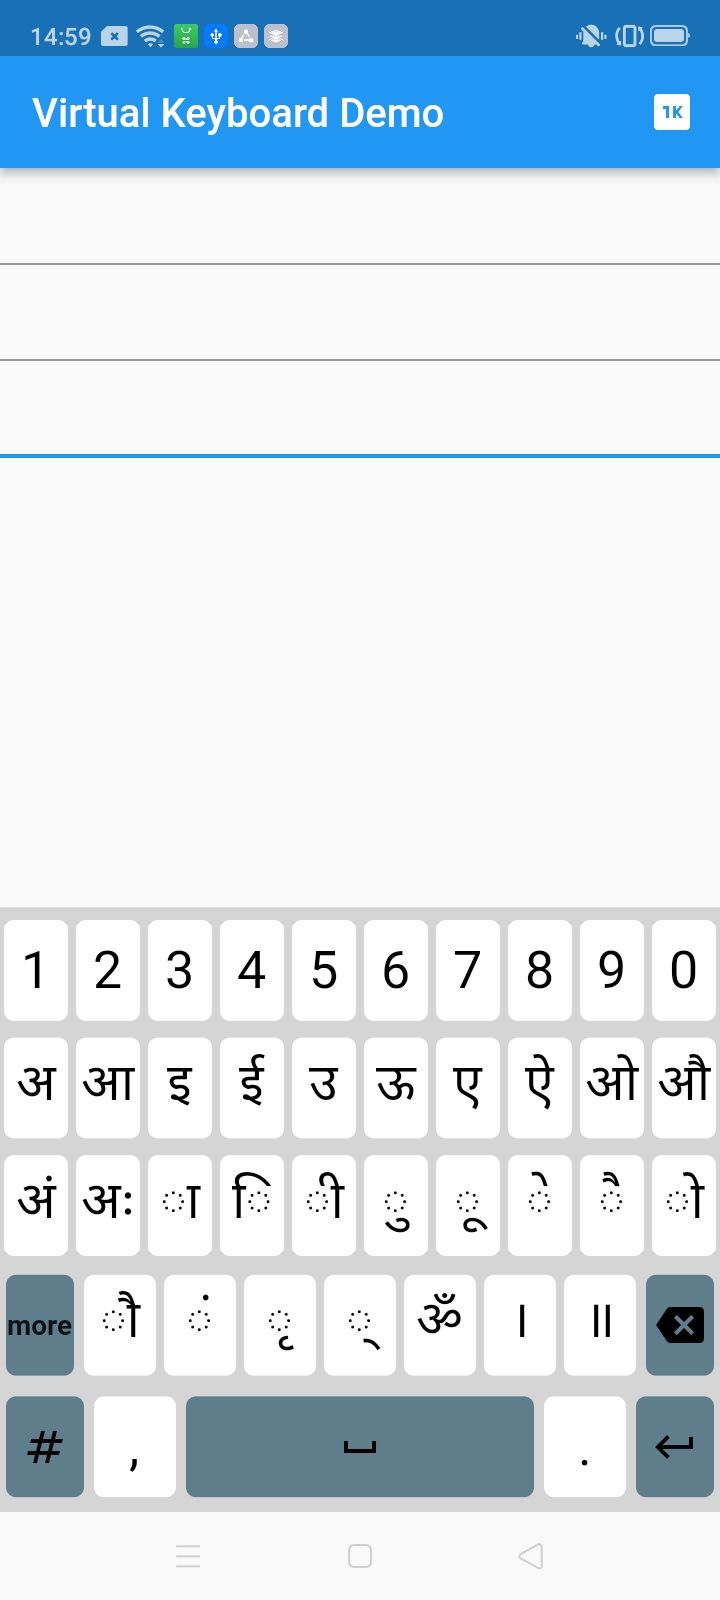 14:59
Virtual Keyboard Demo 1K
1 2 3 4 5 6 7 8 9 0
अ आ इ ई उ ऊ ए ऐ ओ औ
अं अः ा ि ी ु ू े ै ो
more ौ ं ृ ् ॐ । ॥
# , ⎵ .